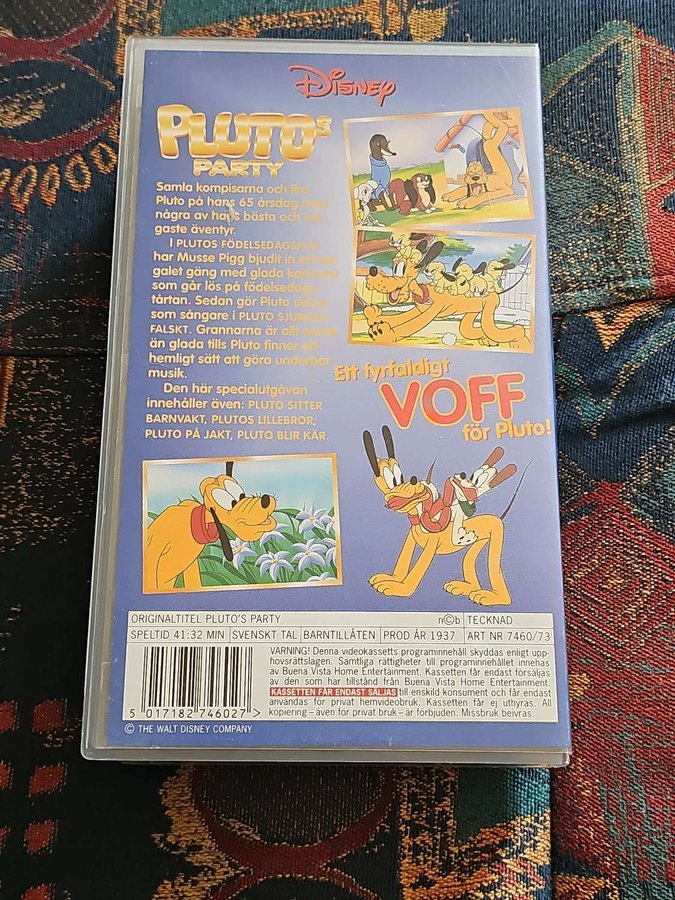 Disney
PLUTO's
PARTY
Samla kompisarna och fira
Pluto på hans 65 årsdag med
några av hans bästa och
gaste äventyr.
I PLUTOS FÖDELSEDAGSFEST
har Musse Pigg bjudit in ett
galet gäng med glada kompisar
som går lös på födelsedags-
tårtan. Sedan gör Pluto debut
som sångare i PLUTO SJUNGER
FALSKT. Grannarna är allt annat
än glada tills Pluto finner ett
hemligt sätt att göra underbar
musik.
Den här specialutgåvan
innehåller även: PLUTO SITTER
BARNVAKT, PLUTOS LILLEBROR,
PLUTO PÅ JAKT, PLUTO BLIR KÄR.
Ett fyrfaldigt
VOFF
för Pluto!
ORIGINALTITEL PLUTO'S PARTY n©b TECKNAD
SPELTID 41:32 MIN SVENSKT TAL BARNTILLÅTEN PROD ÅR 1937 ART NR 7460/73
VARNING! Denna videokassetts programinnehåll skyddas enligt upp-
hovsrättslagen. Samtliga rättigheter till programinnehållet innehas
av Buena Vista Home Entertainment. Kassetten får endast försäljas
av den som har tillstånd från Buena Vista Home Entertainment.
KASSETTEN FÅR ENDAST SÄLJAS till enskild konsument och får endast
användas för privat hemvideobruk. Kassetten får ej uthyras. All
kopiering – även för privat bruk – är förbjuden. Missbruk beivras.
5 017182 746027 >
© THE WALT DISNEY COMPANY